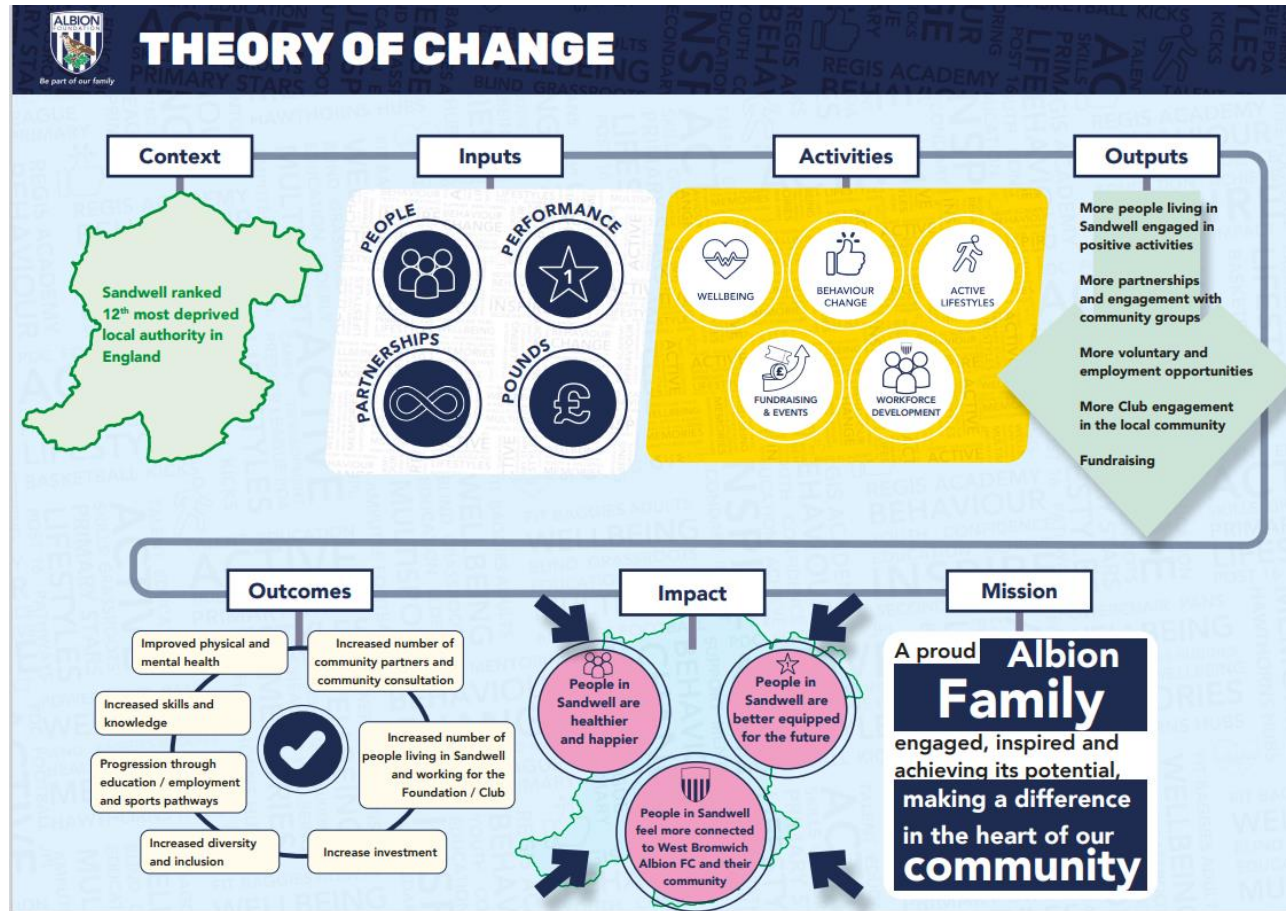 ALBION
FOUNDATION
Be part of our family
THEORY OF CHANGE
Context
Sandwell ranked
12th most deprived
local authority in
England
Inputs
PEOPLE
PERFORMANCE
1
PARTNERSHIPS
POUNDS
£
Activities
WELLBEING
BEHAVIOUR
CHANGE
ACTIVE
LIFESTYLES
£
FUNDRAISING
& EVENTS
WORKFORCE
DEVELOPMENT
Outputs
More people living in
Sandwell engaged in
positive activities
More partnerships
and engagement with
community groups
More voluntary and
employment opportunities
More Club engagement
in the local community
Fundraising
Outcomes
Improved physical and
mental health
Increased number of
community partners and
community consultation
Increased skills and
knowledge
Increased number of
people living in Sandwell
and working for the
Foundation / Club
Progression through
education / employment
and sports pathways
Increased diversity
and inclusion
Increase investment
Impact
People in
Sandwell are
healthier
and happier
1
People in
Sandwell are
better equipped
for the future
People in Sandwell
feel more connected
to West Bromwich
Albion FC and their
community
Mission
A proud Albion
Family
engaged, inspired and
achieving its potential,
making a difference
in the heart of our
community